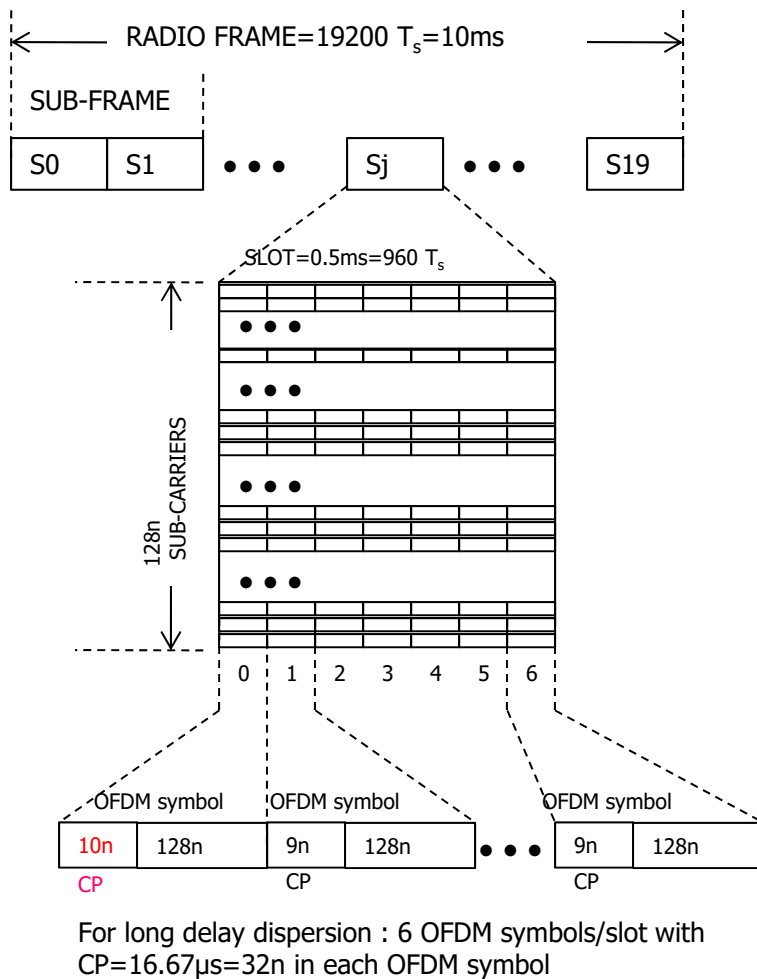 RADIO FRAME=19200 Ts=10ms
SUB-FRAME
S0 S1 ••• Sj ••• S19
SLOT=0.5ms=960 Ts
128n
SUB-CARRIERS
0 1 2 3 4 5 6
OFDM symbol OFDM symbol OFDM symbol
10n 128n 9n 128n ••• 9n 128n
CP CP CP
For long delay dispersion : 6 OFDM symbols/slot with
CP=16.67µs=32n in each OFDM symbol